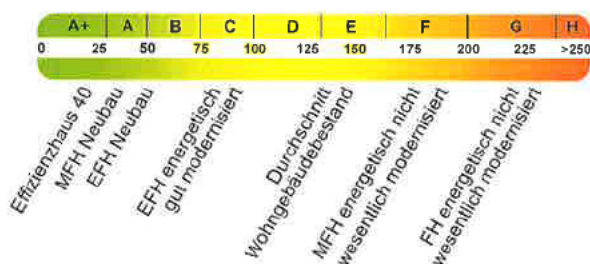 A+ A B C D E F G H
0 25 50 75 100 125 150 175 200 225 >250
Effizienzhaus 40
MFH Neubau
EFH Neubau
EFH energetisch
gut modernisiert
Durchschnitt
Wohngebäudebestand
MFH energetisch nicht
wesentlich modernisiert
FH energetisch nicht
wesentlich modernisiert